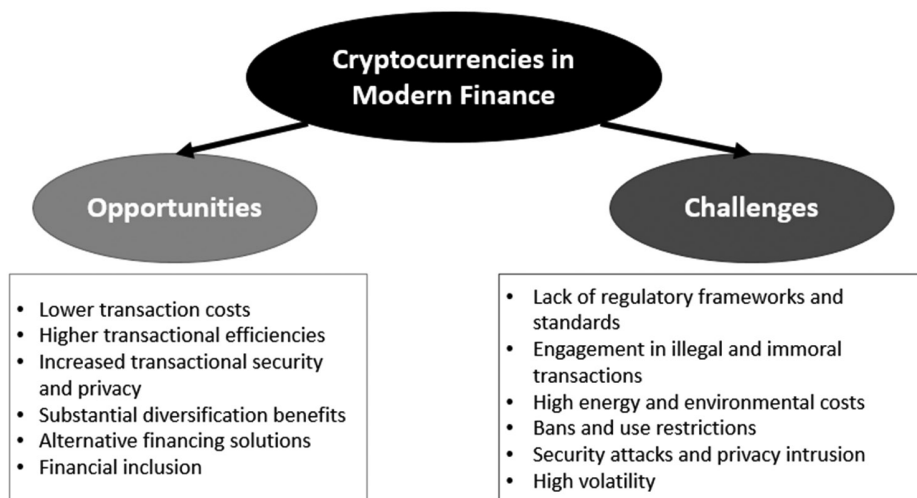 Cryptocurrencies in
Modern Finance
Opportunities
Challenges
• Lower transaction costs
• Higher transactional efficiencies
• Increased transactional security
and privacy
• Substantial diversification benefits
• Alternative financing solutions
• Financial inclusion
• Lack of regulatory frameworks and
standards
• Engagement in illegal and immoral
transactions
• High energy and environmental costs
• Bans and use restrictions
• Security attacks and privacy intrusion
• High volatility